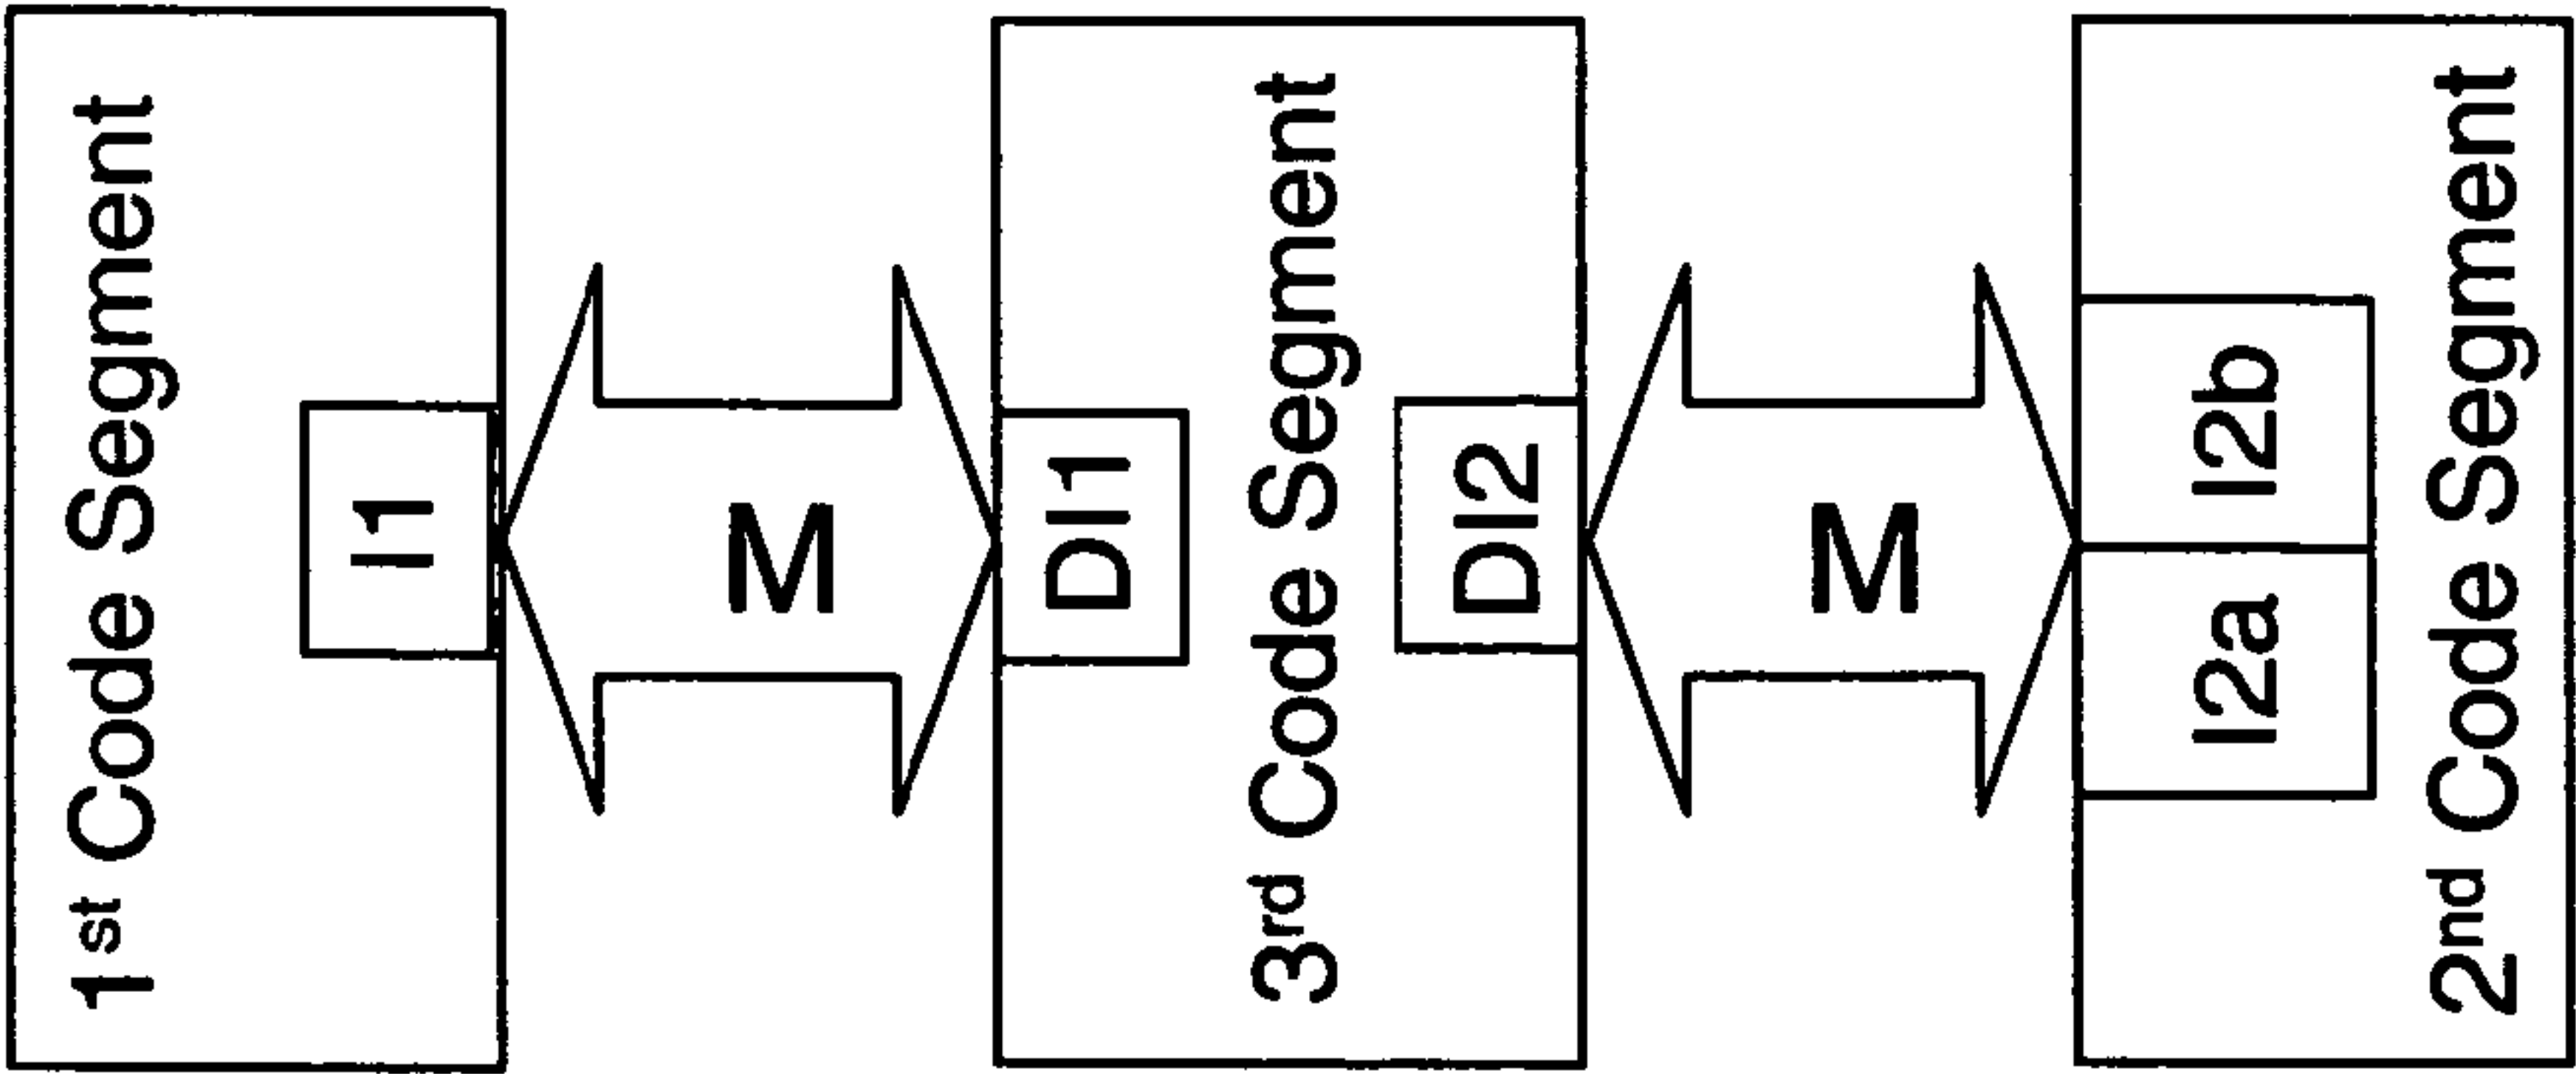 1st Code Segment
I1
M
DI1
3rd Code Segment
DI2
M
I2a I2b
2nd Code Segment